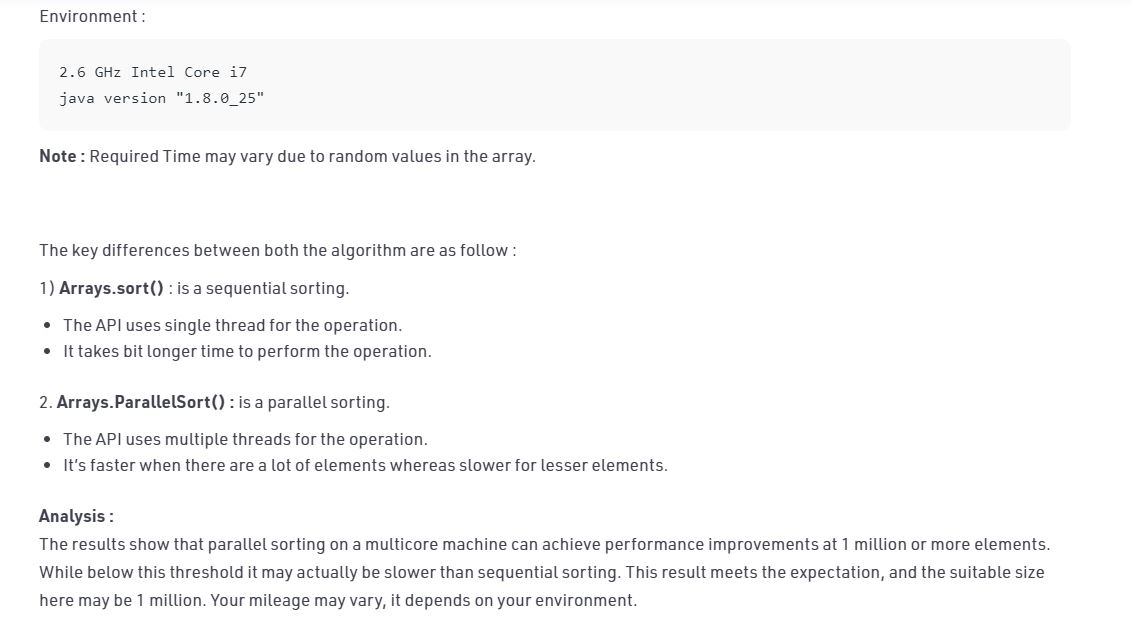 Environment :
2.6 GHz Intel Core i7
java version "1.8.0_25"
Note : Required Time may vary due to random values in the array.
The key differences between both the algorithm are as follow :
1) Arrays.sort() : is a sequential sorting.
• The API uses single thread for the operation.
• It takes bit longer time to perform the operation.
2. Arrays.ParallelSort() : is a parallel sorting.
• The API uses multiple threads for the operation.
• It’s faster when there are a lot of elements whereas slower for lesser elements.
Analysis :
The results show that parallel sorting on a multicore machine can achieve performance improvements at 1 million or more elements.
While below this threshold it may actually be slower than sequential sorting. This result meets the expectation, and the suitable size
here may be 1 million. Your mileage may vary, it depends on your environment.